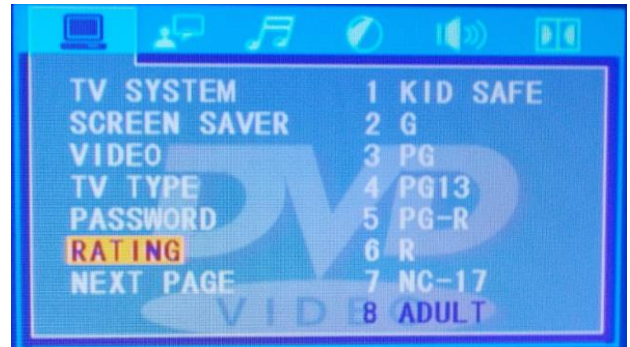 TV SYSTEM 1 KID SAFE
SCREEN SAVER 2 G
VIDEO 3 PG
TV TYPE 4 PG13
PASSWORD 5 PG-R
RATING 6 R
NEXT PAGE 7 NC-17
8 ADULT
DVD
VIDEO